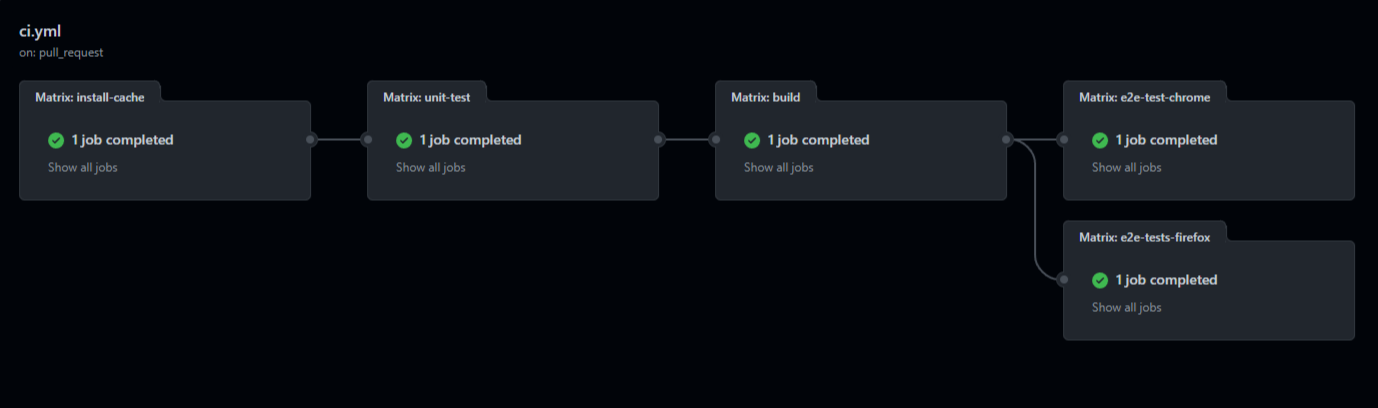 ci.yml
on: pull_request
Matrix: install-cache
1 job completed
Show all jobs
Matrix: unit-test
1 job completed
Show all jobs
Matrix: build
1 job completed
Show all jobs
Matrix: e2e-test-chrome
1 job completed
Show all jobs
Matrix: e2e-tests-firefox
1 job completed
Show all jobs